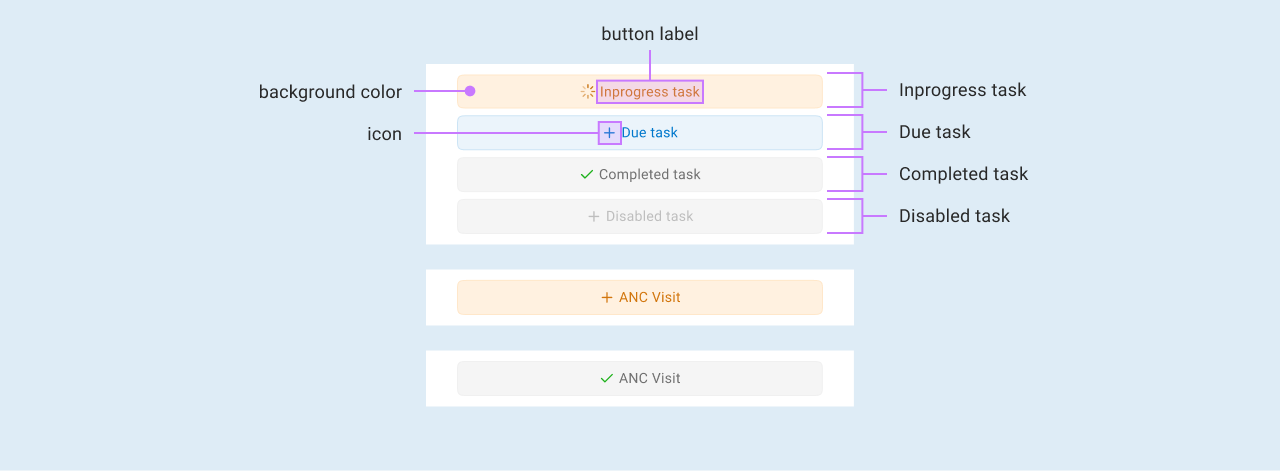 button label
background color
Inprogress task
Inprogress task
icon
Due task
Due task
Completed task
Completed task
Disabled task
Disabled task
ANC Visit
ANC Visit